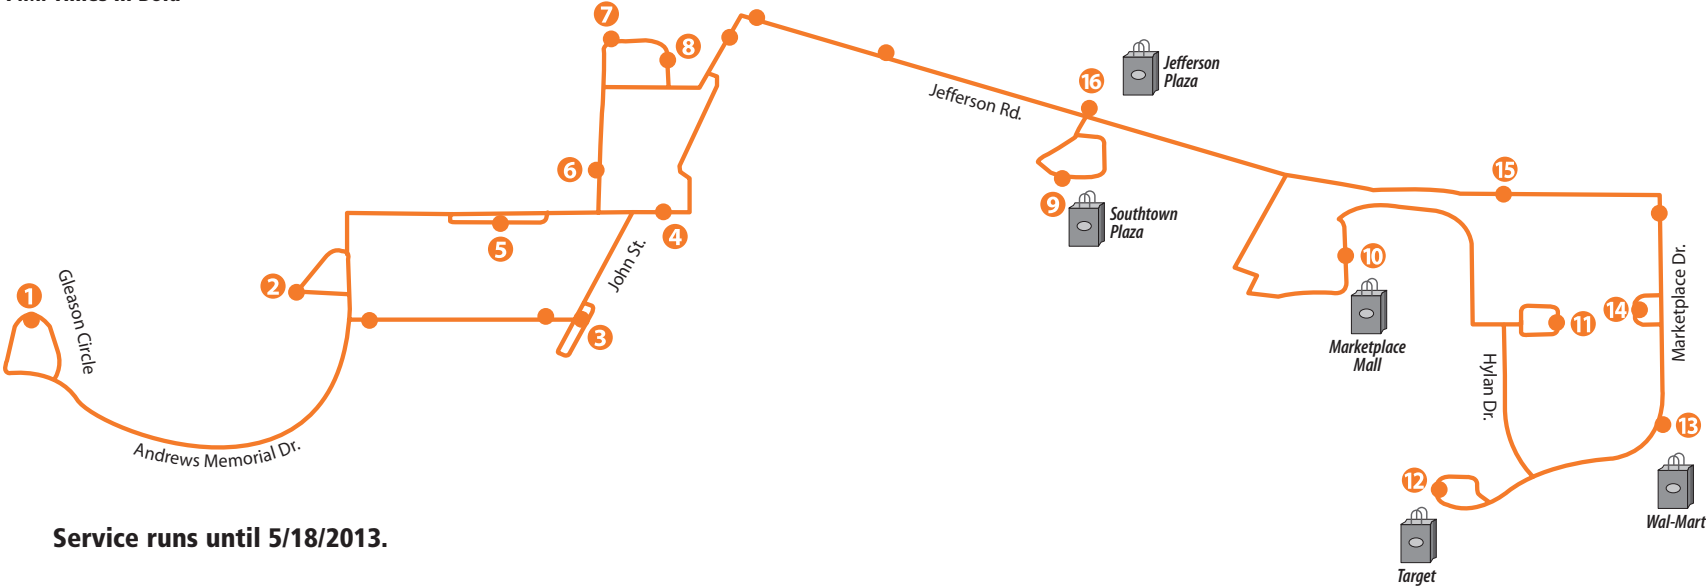 7
8
16
Jefferson
Plaza
Jefferson Rd.
6
15
9
Southtown
Plaza
5
4
John St.
10
Marketplace Dr.
Gleason Circle
2
1
14
11
3
Marketplace
Mall
Hylan Dr.
13
Andrews Memorial Dr.
12
Wal-Mart
Service runs until 5/18/2013.
Target